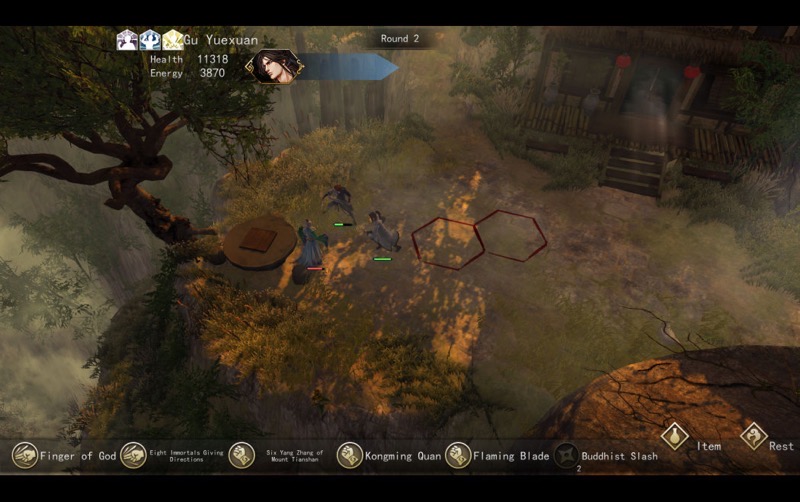 Gu Yuexuan
Round 2
Health 11318
Energy 3870
Item
Rest
Finger of God
Eight Immortals Giving
Directions
Six Yang Zhang of
Mount Tianshan
Kongming Quan
Flaming Blade
Buddhist Slash
2